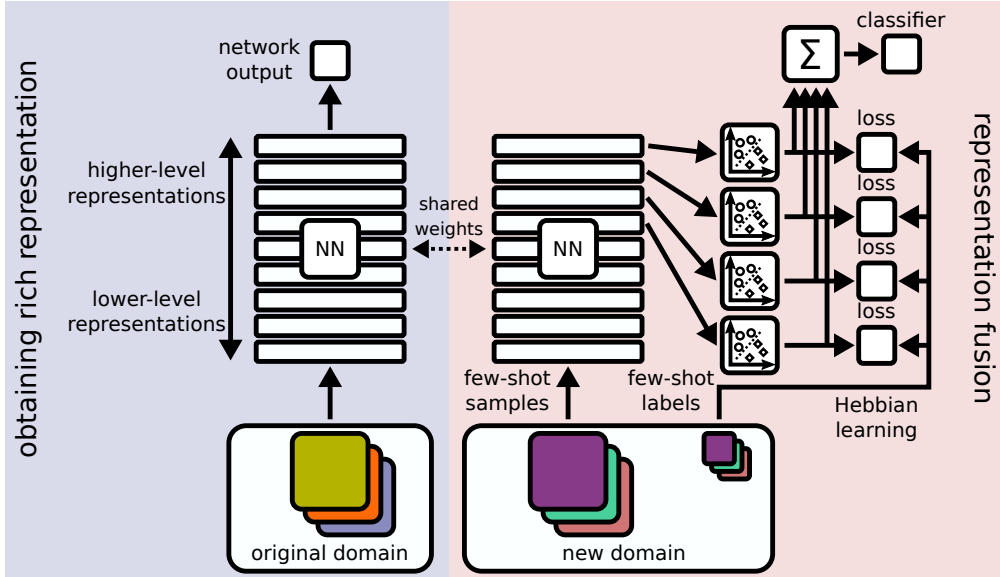 obtaining rich representation
network
output
higher-level
representations
lower-level
representations
NN
original domain
shared
weights
NN
few-shot
samples
few-shot
labels
new domain
Σ
classifier
loss
loss
loss
loss
Hebbian
learning
representation fusion